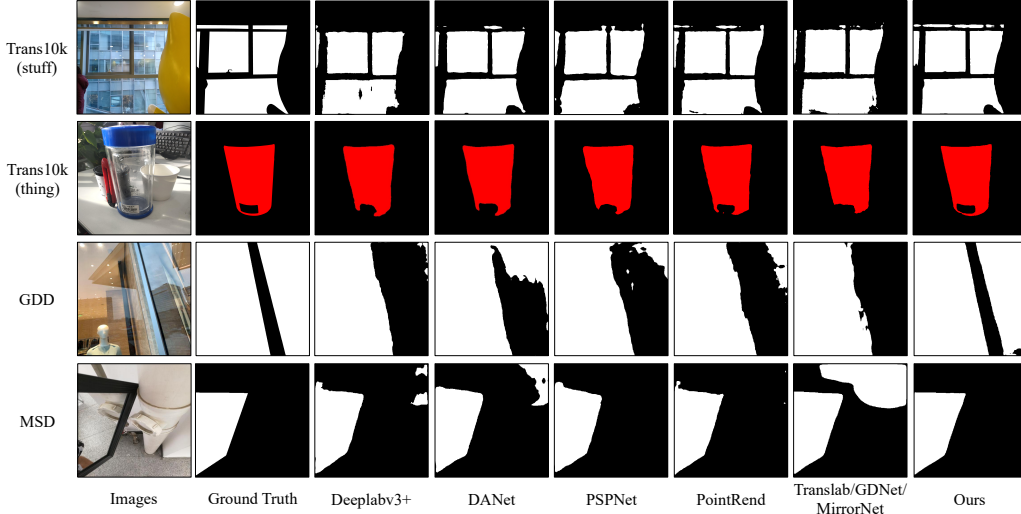 Trans10k
(stuff)
Trans10k
(thing)
GDD
MSD
Images
Ground Truth
Deeplabv3+
DANet
PSPNet
PointRend
Translab/GDNet/
MirrorNet
Ours